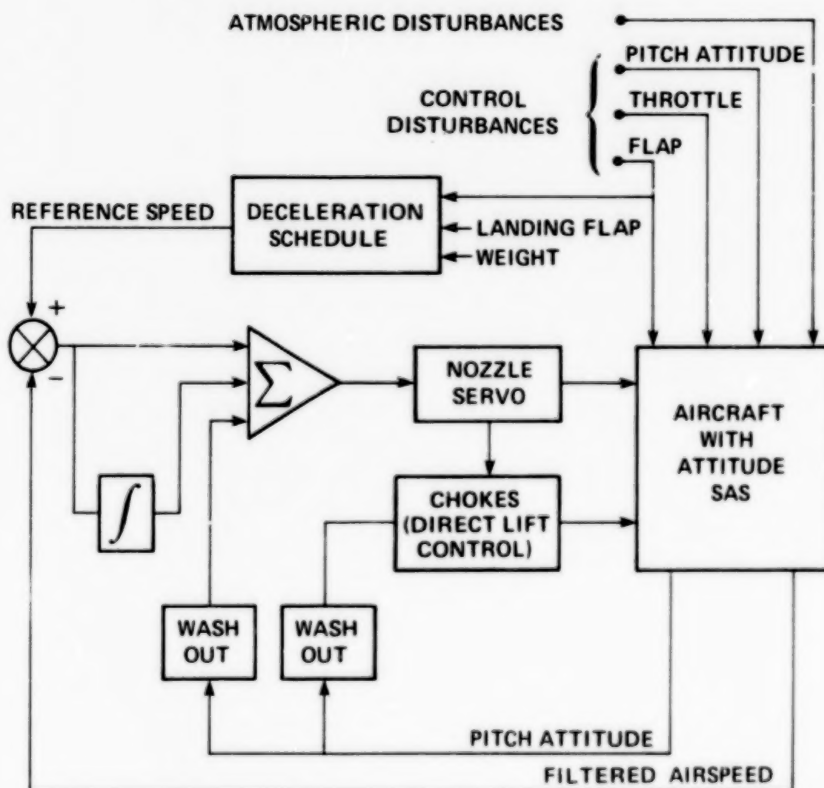 ATMOSPHERIC DISTURBANCES
PITCH ATTITUDE
CONTROL
DISTURBANCES
THROTTLE
FLAP
REFERENCE SPEED
DECELERATION
SCHEDULE
LANDING FLAP
WEIGHT
+
−
Σ
∫
NOZZLE
SERVO
AIRCRAFT
WITH
ATTITUDE
SAS
CHOKES
(DIRECT LIFT
CONTROL)
WASH
OUT
WASH
OUT
PITCH ATTITUDE
FILTERED AIRSPEED